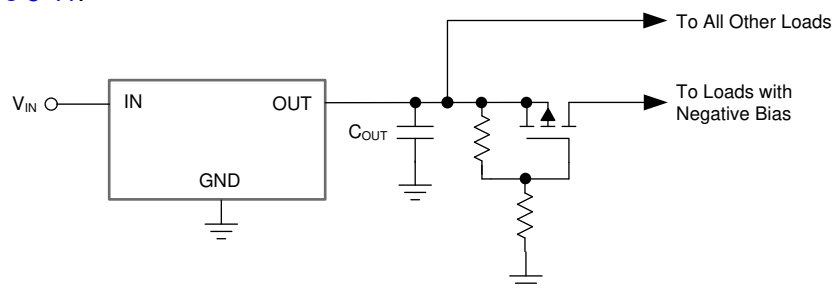 To All Other Loads
To Loads with
Negative Bias
VIN
IN
OUT
COUT
GND